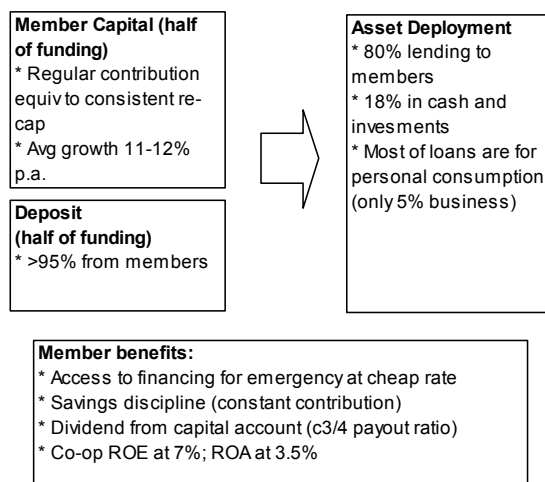 Member Capital (half
of funding)
* Regular contribution
equiv to consistent re-
cap
* Avg growth 11-12%
p.a.
Deposit
(half of funding)
* >95% from members
Asset Deployment
* 80% lending to
members
* 18% in cash and
invesments
* Most of loans are for
personal consumption
(only 5% business)
Member benefits:
* Access to financing for emergency at cheap rate
* Savings discipline (constant contribution)
* Dividend from capital account (c3/4 payout ratio)
* Co-op ROE at 7%; ROA at 3.5%